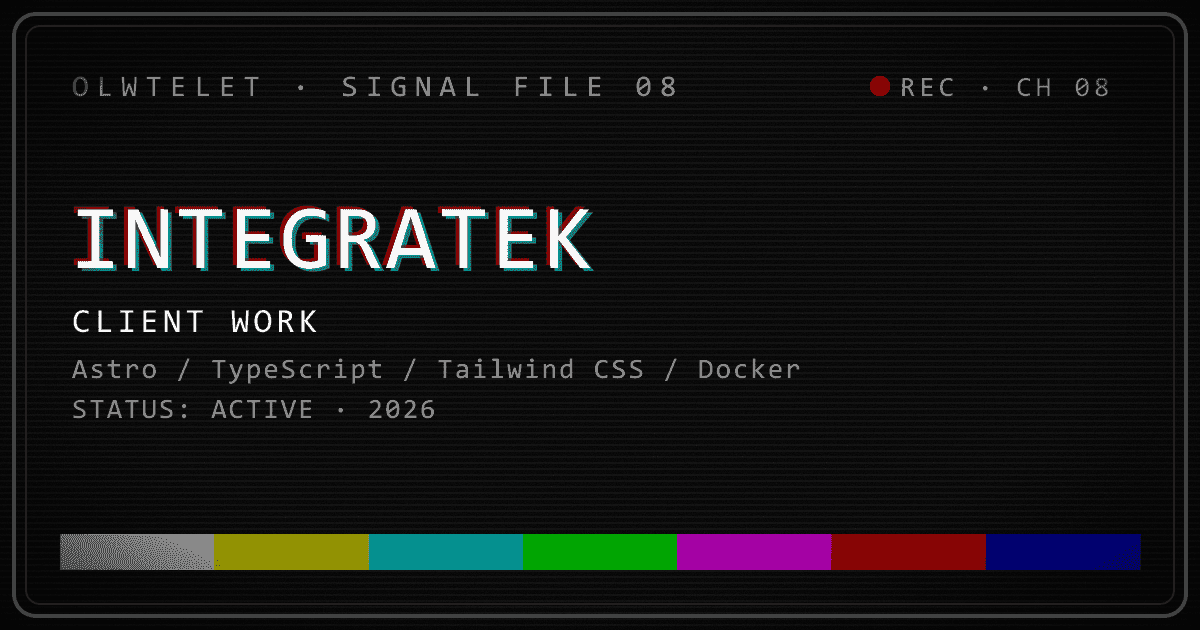 OLWTELET · SIGNAL FILE 08
REC · CH 08
INTEGRATEK
CLIENT WORK
Astro / TypeScript / Tailwind CSS / Docker
STATUS: ACTIVE · 2026